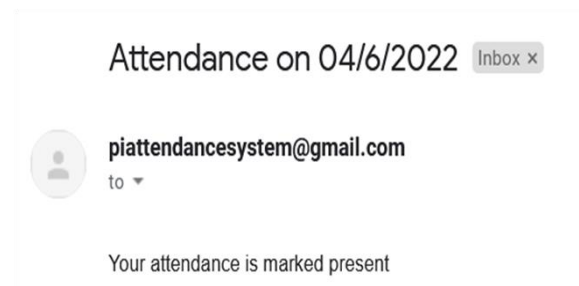 Attendance on 04/6/2022 Inbox ×
piattendancesystem@gmail.com
to
Your attendance is marked present